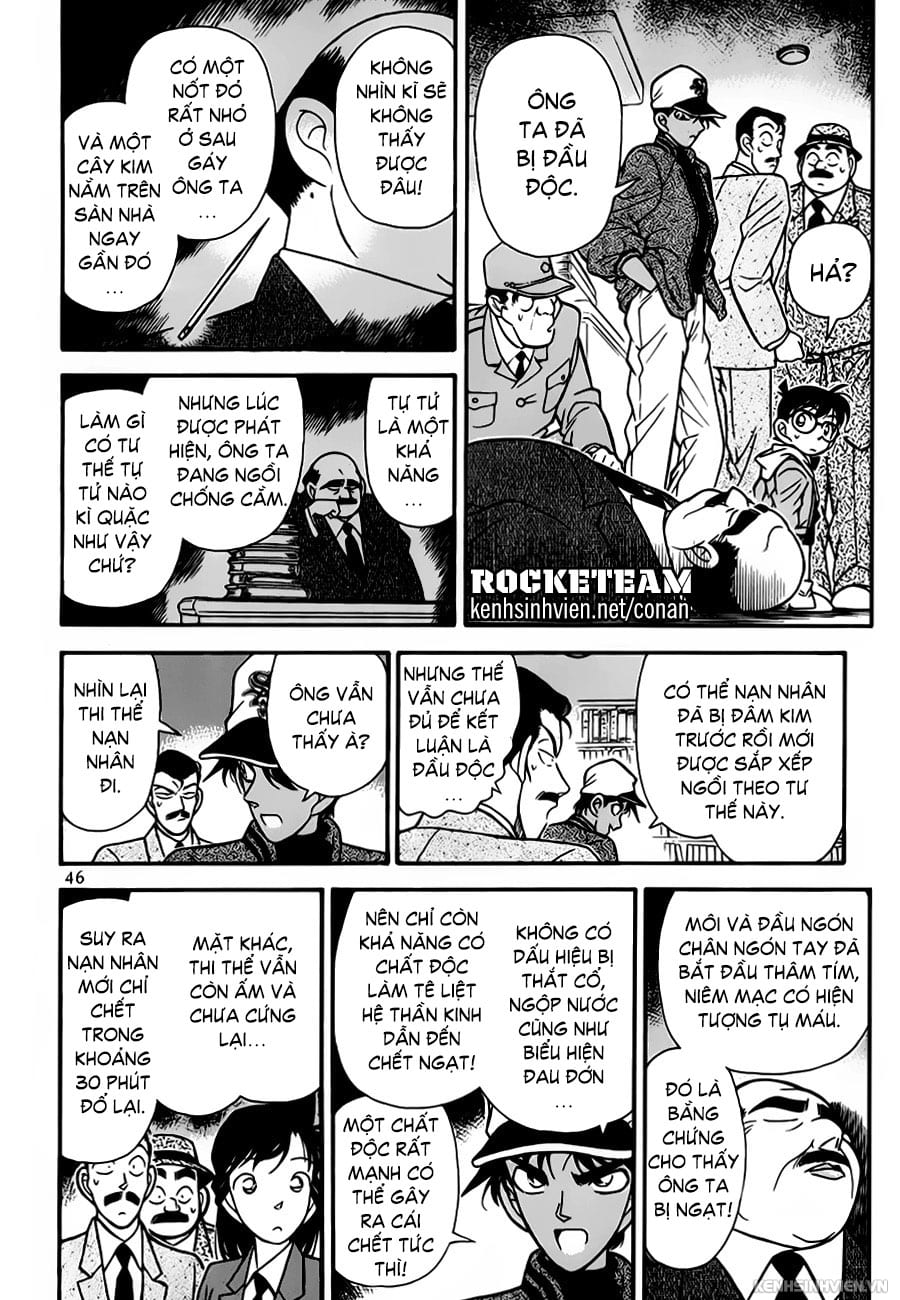 ÔNG
TA ĐÃ
BỊ ĐẦU
ĐỘC.
HẢ?
KHÔNG
NHÌN KĨ SẼ
KHÔNG
THẤY
ĐƯỢC
ĐÂU!
CÓ MỘT
NỐT ĐỎ
RẤT NHỎ
Ở SAU
GÁY
ÔNG TA
...
VÀ MỘT
CÂY KIM
NẰM TRÊN
SÀN NHÀ
NGAY
GẦN ĐÓ
...
TỰ TỬ
LÀ MỘT
KHẢ
NĂNG
...
NHƯNG LÚC
ĐƯỢC PHÁT
HIỆN, ÔNG TA
ĐANG NGỒI
CHỐNG CẰM.
LÀM GÌ
CÓ TƯ
THẾ TỰ
TỬ NÀO
KÌ QUẶC
NHƯ VẬY
CHỨ?
ROCKETEAM
kenhsinhvien.net/conan
CÓ THỂ NẠN NHÂN
ĐÃ BỊ ĐÂM KIM
TRƯỚC RỒI MỚI
ĐƯỢC SẮP XẾP
NGỒI THEO TƯ
THẾ NÀY.
NHƯNG THẾ
VẪN CHƯA
ĐỦ ĐỂ KẾT
LUẬN LÀ
ĐẦU ĐỘC
...
ÔNG VẪN
CHƯA
THẤY À?
NHÌN LẠI
THI THỂ
NẠN
NHÂN
ĐI.
46
MÔI VÀ ĐẦU NGÓN
CHÂN NGÓN TAY ĐÃ
BẮT ĐẦU THÂM TÍM,
NIÊM MẠC CÓ HIỆN
TƯỢNG TỤ MÁU.
ĐÓ LÀ
BẰNG
CHỨNG
CHO THẤY
ÔNG TA
BỊ NGẠT!
KHÔNG CÓ
DẤU HIỆU BỊ
THẮT CỔ,
NGỘP NƯỚC
CŨNG NHƯ
BIỂU HIỆN
ĐAU ĐỚN
...
NÊN CHỈ CÒN
KHẢ NĂNG CÓ
CHẤT ĐỘC
LÀM TÊ LIỆT
HỆ THẦN KINH
DẪN ĐẾN
CHẾT NGẠT!
MỘT CHẤT
ĐỘC RẤT
MẠNH CÓ
THỂ GÂY
RA CÁI
CHẾT TỨC
THÌ!
MẶT KHÁC,
THI THỂ VẪN
CÒN ẤM VÀ
CHƯA CỨNG
LẠI...
SUY RA
NẠN NHÂN
MỚI CHỈ
CHẾT
TRONG
KHOẢNG
30 PHÚT
ĐỔ LẠI.
KENHSINHVIEN.VN